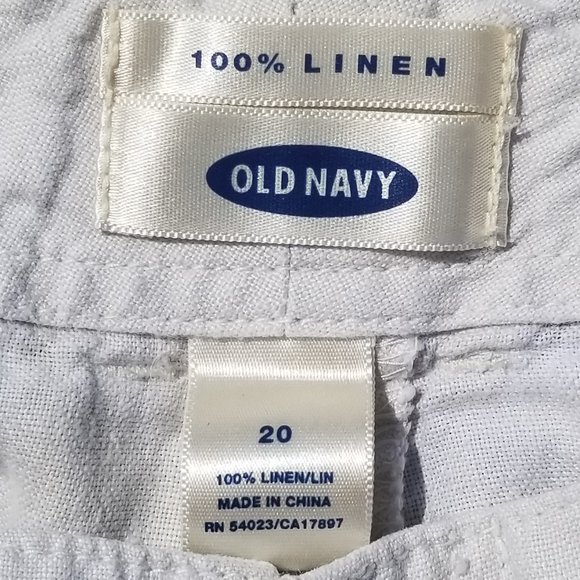 100% LINEN
OLD NAVY
20
100% LINEN/LIN
MADE IN CHINA
RN 54023/CA17897